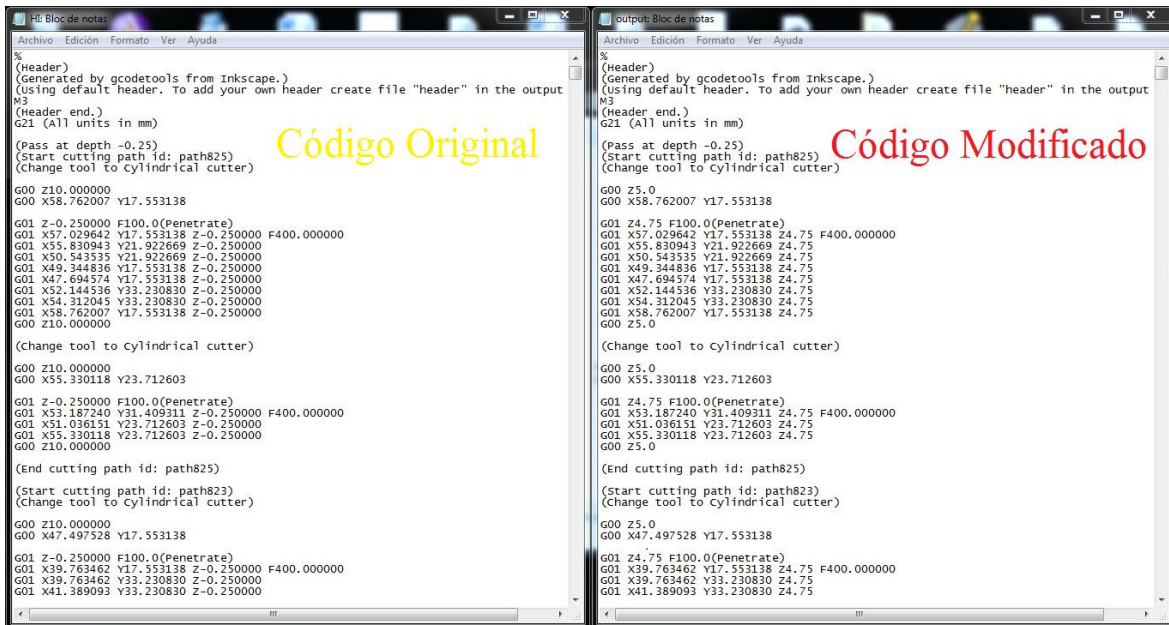 HI: Bloc de notas
Archivo Edición Formato Ver Ayuda
%
(Header)
(Generated by gcodetools from Inkscape.)
(Using default header. To add your own header create file "header" in the output
M3
(Header end.)
G21 (All units in mm)
Código Original
(Pass at depth -0.25)
(Start cutting path id: path825)
(Change tool to Cylindrical cutter)
G00 Z10.000000
G00 X58.762007 Y17.553138
G01 Z-0.250000 F100.0(Penetrate)
G01 X57.029642 Y17.553138 Z-0.250000 F400.000000
G01 X55.830943 Y21.922669 Z-0.250000
G01 X50.543535 Y21.922669 Z-0.250000
G01 X49.344836 Y17.553138 Z-0.250000
G01 X47.694574 Y17.553138 Z-0.250000
G01 X52.144536 Y33.230830 Z-0.250000
G01 X54.312045 Y33.230830 Z-0.250000
G01 X58.762007 Y17.553138 Z-0.250000
G00 Z10.000000
(Change tool to Cylindrical cutter)
G00 Z10.000000
G00 X55.330118 Y23.712603
G01 Z-0.250000 F100.0(Penetrate)
G01 X53.187240 Y31.409311 Z-0.250000 F400.000000
G01 X51.036151 Y23.712603 Z-0.250000
G01 X55.330118 Y23.712603 Z-0.250000
G00 Z10.000000
(End cutting path id: path825)
(Start cutting path id: path823)
(Change tool to Cylindrical cutter)
G00 Z10.000000
G00 X47.497528 Y17.553138
G01 Z-0.250000 F100.0(Penetrate)
G01 X39.763462 Y17.553138 Z-0.250000 F400.000000
G01 X39.763462 Y33.230830 Z-0.250000
G01 X41.389093 Y33.230830 Z-0.250000
output: Bloc de notas
Archivo Edición Formato Ver Ayuda
%
(Header)
(Generated by gcodetools from Inkscape.)
(Using default header. To add your own header create file "header" in the output
M3
(Header end.)
G21 (All units in mm)
Código Modificado
(Pass at depth -0.25)
(Start cutting path id: path825)
(Change tool to Cylindrical cutter)
G00 Z5.0
G00 X58.762007 Y17.553138
G01 Z4.75 F100.0(Penetrate)
G01 X57.029642 Y17.553138 Z4.75 F400.000000
G01 X55.830943 Y21.922669 Z4.75
G01 X50.543535 Y21.922669 Z4.75
G01 X49.344836 Y17.553138 Z4.75
G01 X47.694574 Y17.553138 Z4.75
G01 X52.144536 Y33.230830 Z4.75
G01 X54.312045 Y33.230830 Z4.75
G01 X58.762007 Y17.553138 Z4.75
G00 Z5.0
(Change tool to Cylindrical cutter)
G00 Z5.0
G00 X55.330118 Y23.712603
G01 Z4.75 F100.0(Penetrate)
G01 X53.187240 Y31.409311 Z4.75 F400.000000
G01 X51.036151 Y23.712603 Z4.75
G01 X55.330118 Y23.712603 Z4.75
G00 Z5.0
(End cutting path id: path825)
(Start cutting path id: path823)
(Change tool to Cylindrical cutter)
G00 Z5.0
G00 X47.497528 Y17.553138
G01 Z4.75 F100.0(Penetrate)
G01 X39.763462 Y17.553138 Z4.75 F400.000000
G01 X39.763462 Y33.230830 Z4.75
G01 X41.389093 Y33.230830 Z4.75